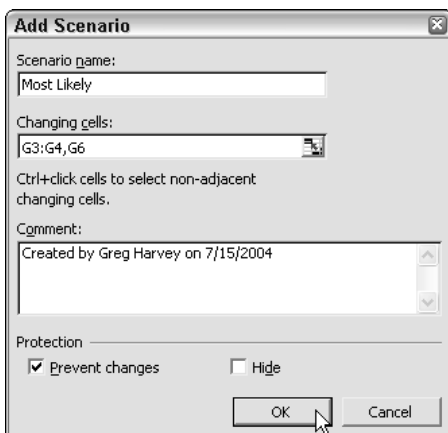 Add Scenario
Scenario name:
Most Likely
Changing cells:
G3:G4,G6
Ctrl+click cells to select non-adjacent
changing cells.
Comment:
Created by Greg Harvey on 7/15/2004
Protection
Prevent changes
Hide
OK
Cancel